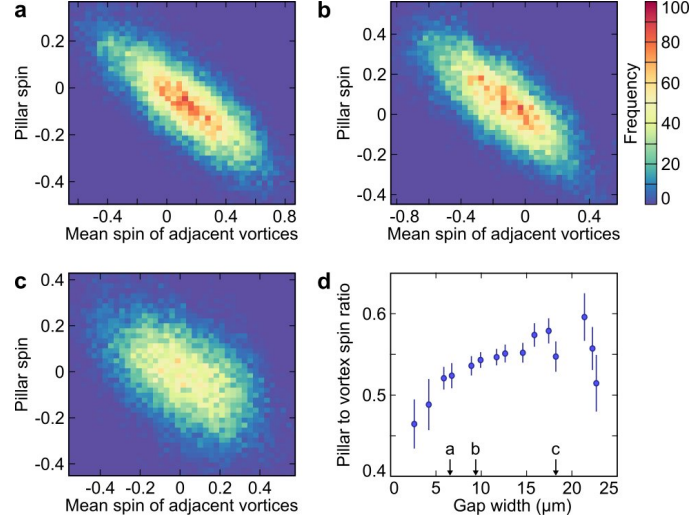 a
Pillar spin
0.2
0
-0.2
-0.4
-0.4 0 0.4 0.8
Mean spin of adjacent vortices
b
Pillar spin
0.4
0.2
0
-0.2
-0.4
-0.8 -0.4 0 0.4
Mean spin of adjacent vortices
100
80
60
40
20
0
Frequency
c
Pillar spin
0.4
0.2
0
-0.2
-0.4
-0.4 0 0.4
Mean spin of adjacent vortices
d
Pillar to vortex spin ratio
0.6
0.5
0.4
a b c
0 5 10 15 20 25
Gap width (μm)